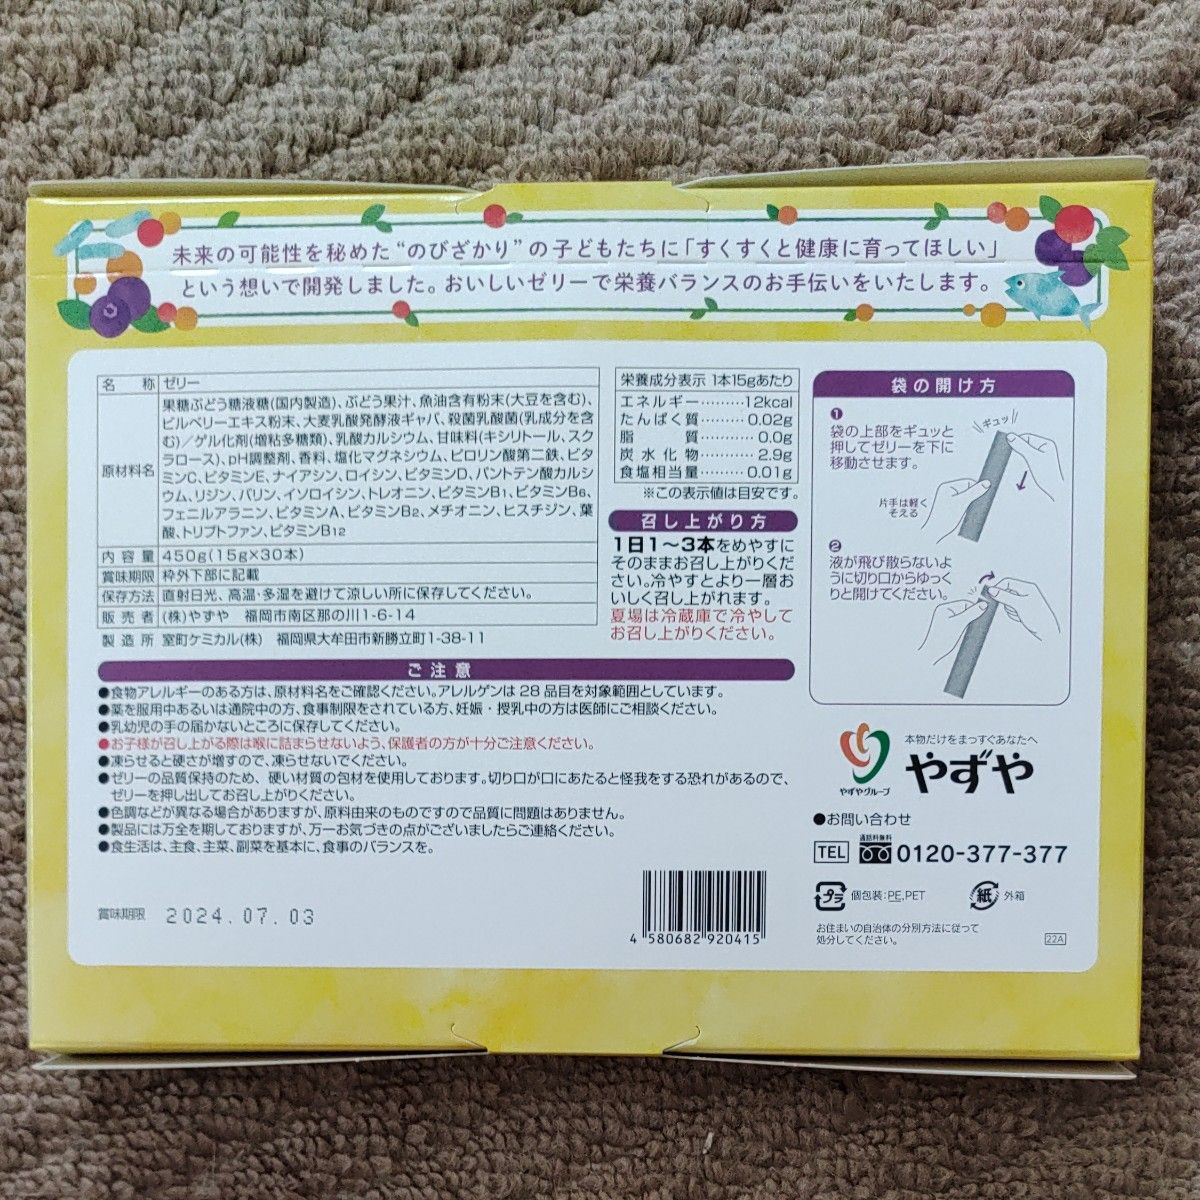 未来の可能性を秘めた“のびざかり”の子どもたちに「すくすくと健康に育ってほしい」
という想いで開発しました。おいしいゼリーで栄養バランスのお手伝いをいたします。
名 称 ゼリー
原材料名
果糖ぶどう糖液糖(国内製造)、ぶどう果汁、魚油含有粉末(大豆を含む)、
ビルベリーエキス粉末、大麦乳酸発酵液ギャバ、殺菌乳酸菌(乳成分を含
む)/ゲル化剤(増粘多糖類)、乳酸カルシウム、甘味料(キシリトール、スク
ラロース)、pH調整剤、香料、塩化マグネシウム、ピロリン酸第二鉄、ビタ
ミンC、ビタミンE、ナイアシン、ロイシン、ビタミンD、パントテン酸カルシ
ウム、リジン、バリン、イソロイシン、トレオニン、ビタミンB1、ビタミンB6、
フェニルアラニン、ビタミンA、ビタミンB2、メチオニン、ヒスチジン、葉
酸、トリプトファン、ビタミンB12
内容量 450g(15g×30本)
賞味期限 枠外下部に記載
保存方法 直射日光、高温・多湿を避けて涼しい所に保存してください。
販売者 (株)やずや 福岡市南区那の川1-6-14
製造所 室町ケミカル(株) 福岡県大牟田市新勝立町1-38-11
栄養成分表示 1本15gあたり
エネルギー………12kcal
たんぱく質………0.02g
脂 質………0.0g
炭水化物…………2.9g
食塩相当量………0.01g
※この表示値は目安です。
召し上がり方
1日1〜3本をめやすに
そのままお召し上がりくだ
さい。冷やすとより一層お
いしく召し上がれます。
夏場は冷蔵庫で冷やして
お召し上がりください。
袋の開け方
1
袋の上部をギュッと
押してゼリーを下に
移動させます。
ギュッ
片手は軽く
そえる
2
液が飛び散らないよ
うに切り口からゆっく
りと開けてください。
ご注意
●食物アレルギーのある方は、原材料名をご確認ください。アレルゲンは28品目を対象範囲としています。
●薬を服用中あるいは通院中の方、食事制限をされている方、妊娠・授乳中の方は医師にご相談ください。
●乳幼児の手の届かないところに保存してください。
●お子様が召し上がる際は喉に詰まらせないよう、保護者の方が十分ご注意ください。
●凍らせると硬さが増すので、凍らせないでください。
●ゼリーの品質保持のため、硬い材質の包材を使用しております。切り口が口にあたると怪我をする恐れがあるので、
ゼリーを押し出してお召し上がりください。
●色調などが異なる場合がありますが、原料由来のものですので品質に問題はありません。
●製品には万全を期しておりますが、万一お気づきの点がございましたらご連絡ください。
●食生活は、主食、主菜、副菜を基本に、食事のバランスを。
賞味期限 2024.07.03
4 580682 920415
やずやグループ
本物だけをまっすぐあなたへ
やずや
●お問い合わせ
TEL 通話料無料 0120-377-377
プラ 個包装:PE,PET
紙 外箱
お住まいの自治体の分別方法に従って
処分してください。
22A